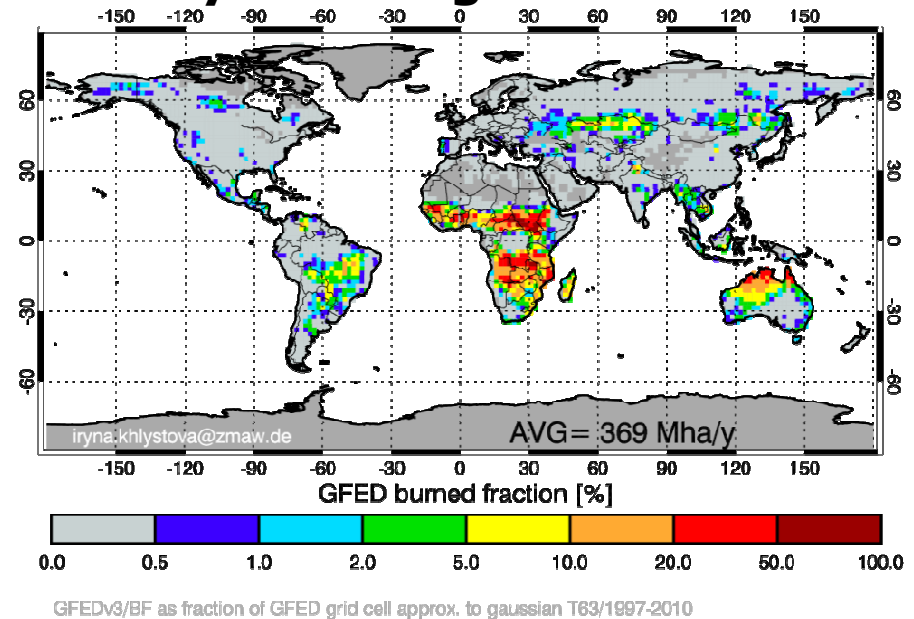 -150 -120 -90 -60 -30 0 30 60 90 120 150
60 60
30 30
0 0
-30 -30
-60 -60
iryna.khlystova@zmaw.de AVG= 369 Mha/y
-150 -120 -90 -60 -30 0 30 60 90 120 150
GFED burned fraction [%]
0.0 0.5 1.0 2.0 5.0 10.0 20.0 50.0 100.0
GFEDv3/BF as fraction of GFED grid cell approx. to gaussian T63/1997-2010